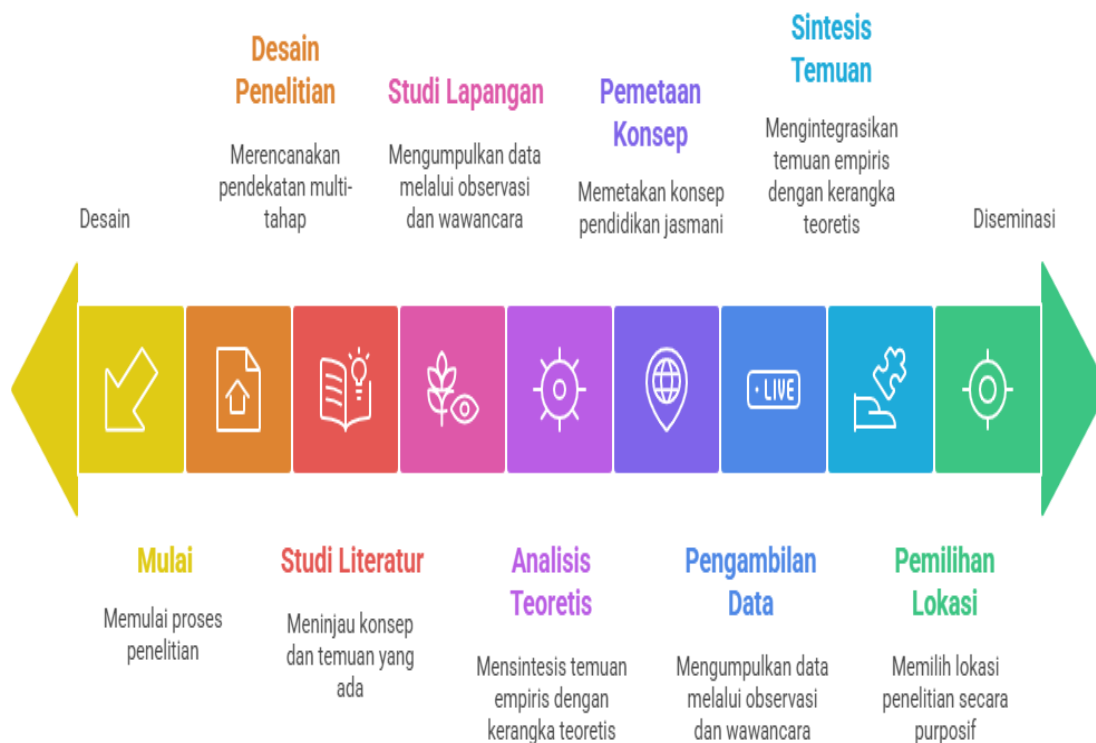 Desain
Desain
Penelitian
Merencanakan
pendekatan multi-
tahap
Studi Lapangan
Mengumpulkan data
melalui observasi
dan wawancara
Pemetaan
Konsep
Memetakan konsep
pendidikan jasmani
Sintesis
Temuan
Mengintegrasikan
temuan empiris
dengan kerangka
teoretis
Diseminasi
LIVE
Mulai
Memulai proses
penelitian
Studi Literatur
Meninjau konsep
dan temuan yang
ada
Analisis
Teoretis
Mensintesis temuan
empiris dengan
kerangka teoretis
Pengambilan
Data
Mengumpulkan data
melalui observasi
dan wawancara
Pemilihan
Lokasi
Memilih lokasi
penelitian secara
purposif